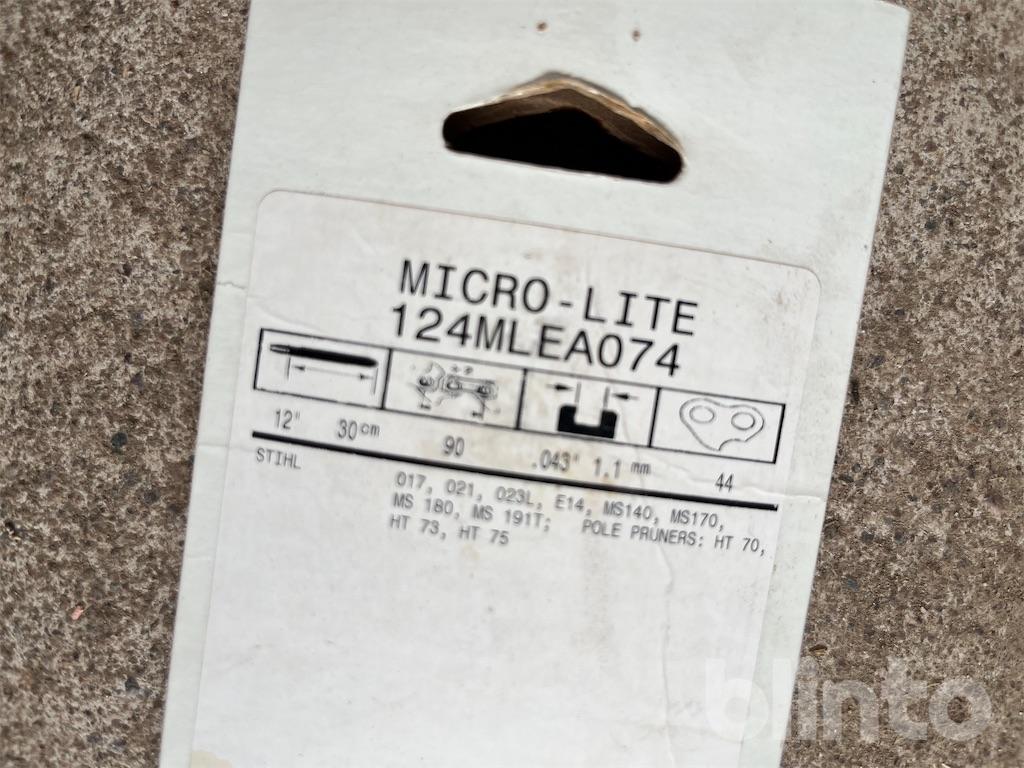 MICRO-LITE
124MLEA074
12" 30cm 90 .043" 1.1 mm 44
STIHL
017, 021, 023L, E14, MS140, MS170,
MS 180, MS 191T; POLE PRUNERS: HT 70,
HT 73, HT 75
blinto